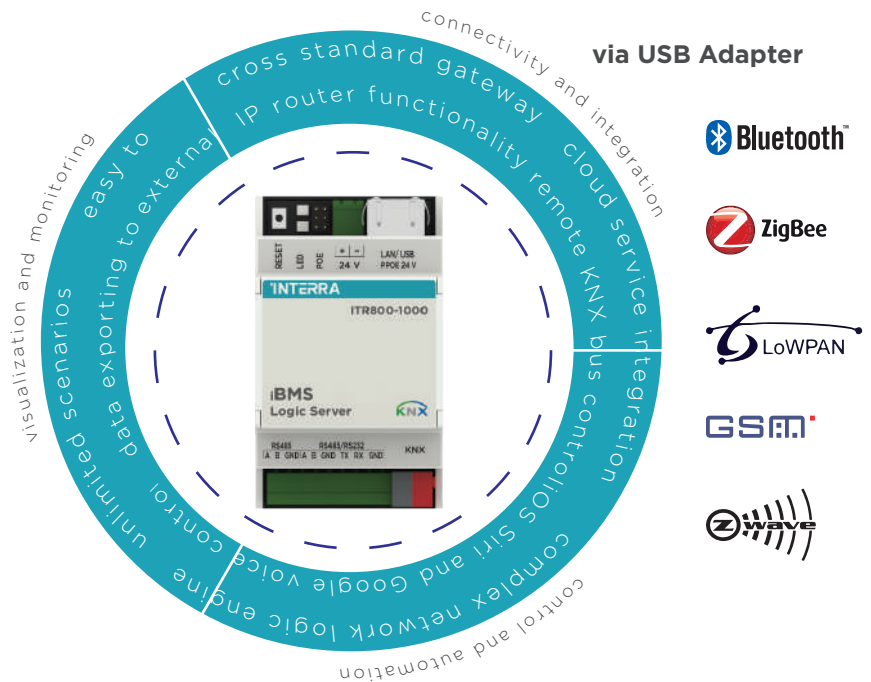 connectivity and integration
via USB Adapter
cross standard gateway cloud service integration
IP router functionality remote KNX bus control
iOS Siri and Google voice control
complex network logic engine
control and automation
visualization and monitoring
unlimited scenarios easy to
data exporting to external
RESET
LED
POE
+ -
24 V
LAN/ USB
PPOE 24 V
INTERRA
ITR800-1000
iBMS
Logic Server
KNX
RS485 RS485/RS232
A B GND A B GND TX RX GND
KNX
Bluetooth™
ZigBee
6LoWPAN
GSM
Z wave